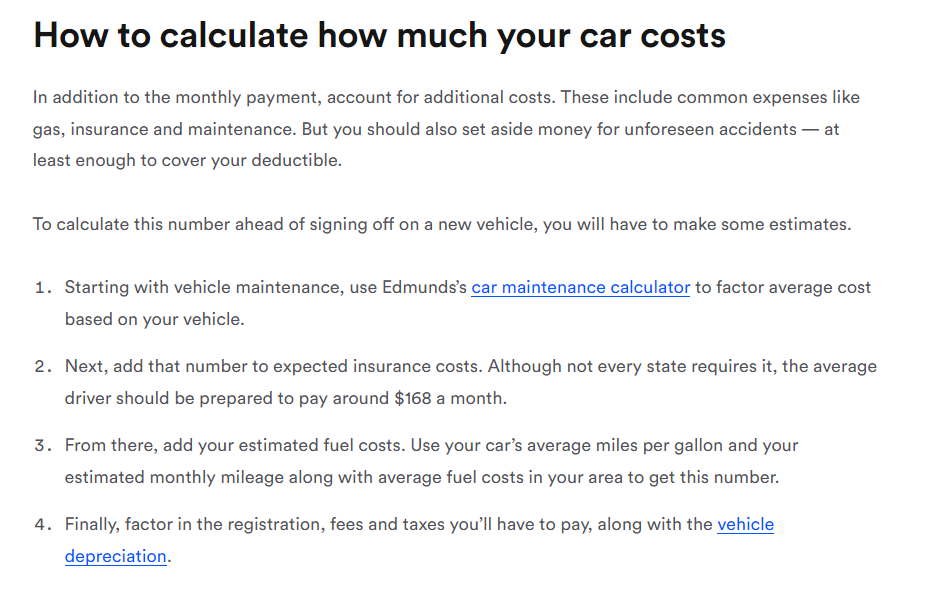 How to calculate how much your car costs
In addition to the monthly payment, account for additional costs. These include common expenses like
gas, insurance and maintenance. But you should also set aside money for unforeseen accidents — at
least enough to cover your deductible.
To calculate this number ahead of signing off on a new vehicle, you will have to make some estimates.
1. Starting with vehicle maintenance, use Edmunds’s car maintenance calculator to factor average cost
based on your vehicle.
2. Next, add that number to expected insurance costs. Although not every state requires it, the average
driver should be prepared to pay around $168 a month.
3. From there, add your estimated fuel costs. Use your car’s average miles per gallon and your
estimated monthly mileage along with average fuel costs in your area to get this number.
4. Finally, factor in the registration, fees and taxes you’ll have to pay, along with the vehicle
depreciation.